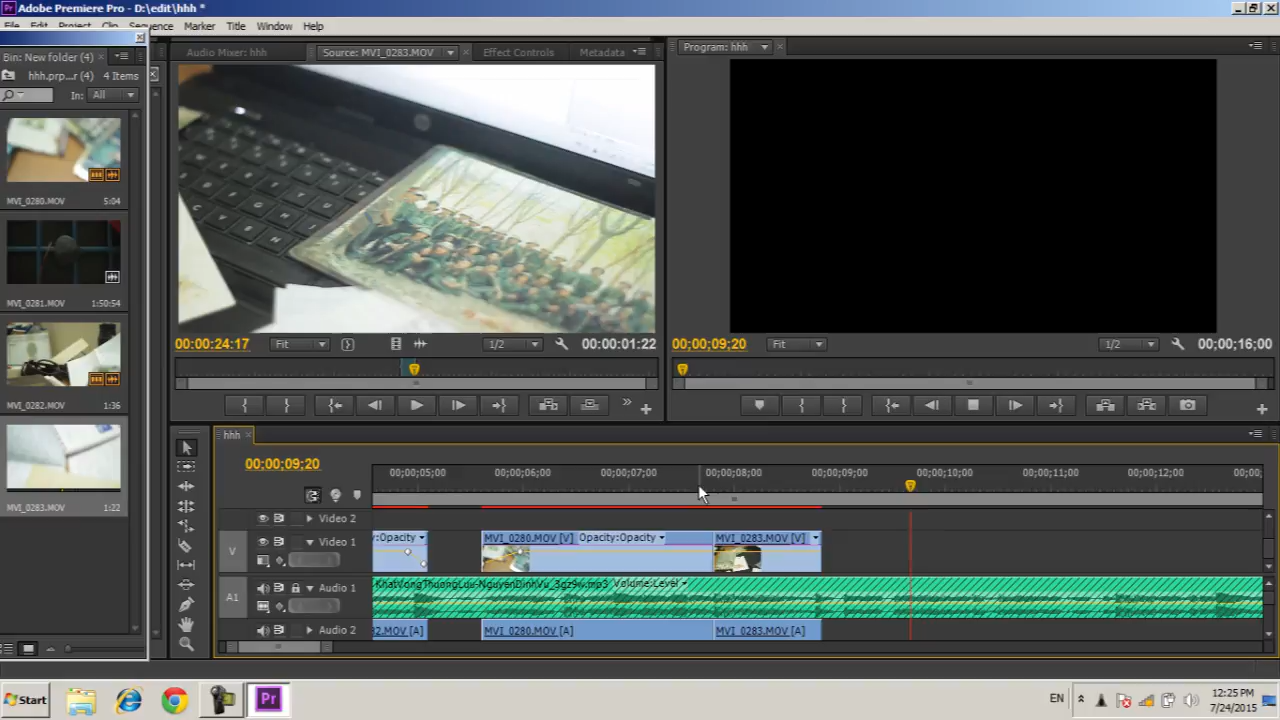 Adobe Premiere Pro - D:\edit\hhh *
File Edit Project Clip Sequence Marker Title Window Help
Bin: New folder (4)
hhh.prp...r (4) 4 Items
In: All
MVI_0280.MOV 5:04
MVI_0281.MOV 1:50:54
MVI_0282.MOV 1:36
MVI_0283.MOV 1:22
Audio Mixer: hhh Source: MVI_0283.MOV Effect Controls Metadata
00:00:24:17 Fit 1/2 00:00:01:22
Program: hhh
00;00;09;20 Fit 1/2 00;00;16;00
hhh
00;00;09;20
00;00;05;00 00;00;06;00 00;00;07;00 00;00;08;00 00;00;09;00 00;00;10;00 00;00;11;00 00;00;12;00 00;00;
Video 2
V Video 1 y:Opacity MVI_0280.MOV [V] Opacity:Opacity MVI_0283.MOV [V]
A1 Audio 1 KhatVongThuongLuu-NguyenDinhVu_3gz9w.mp3 Volume:Level
Audio 2 92.MOV [A] MVI_0280.MOV [A] MVI_0283.MOV [A]
Start Pr EN 12:25 PM
7/24/2015